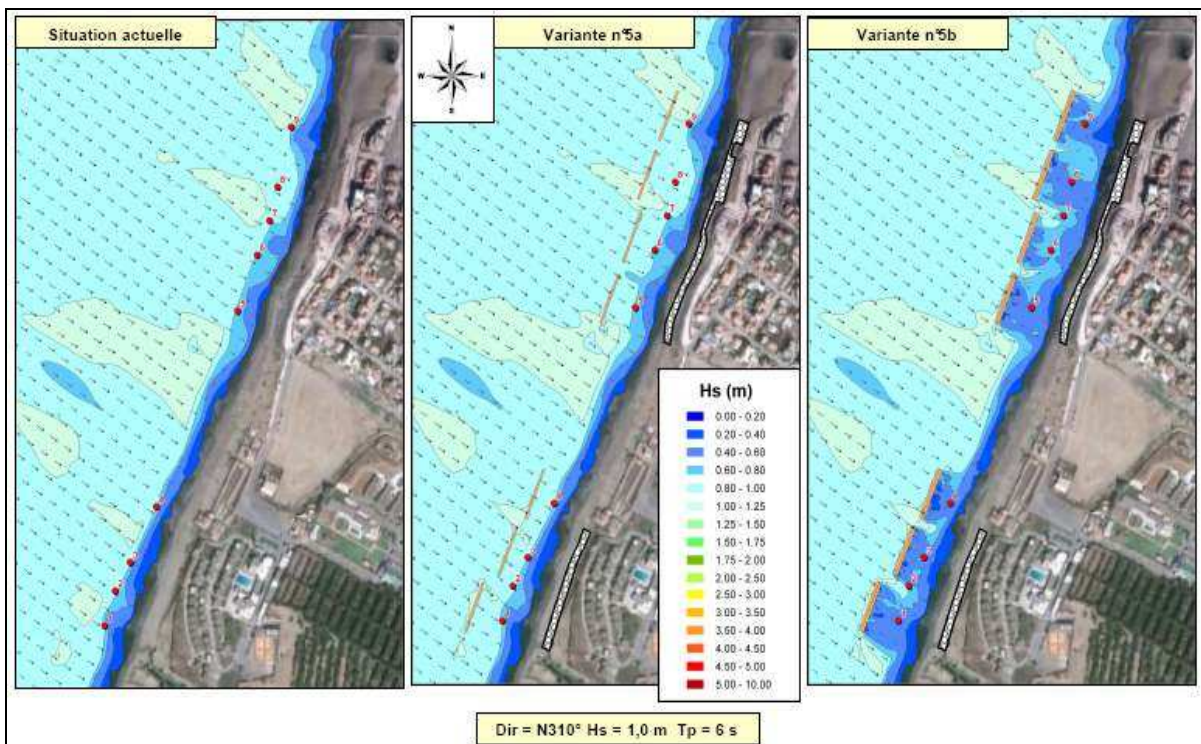 Situation actuelle
Variante n°5a
Variante n°5b
N
W E
S
Hs (m)
0.00 - 0.20
0.20 - 0.40
0.40 - 0.60
0.60 - 0.80
0.80 - 1.00
1.00 - 1.25
1.25 - 1.50
1.50 - 1.75
1.75 - 2.00
2.00 - 2.50
2.50 - 3.00
3.00 - 3.50
3.50 - 4.00
4.00 - 4.50
4.50 - 5.00
5.00 - 10.00
Dir = N310° Hs = 1,0 m Tp = 6 s